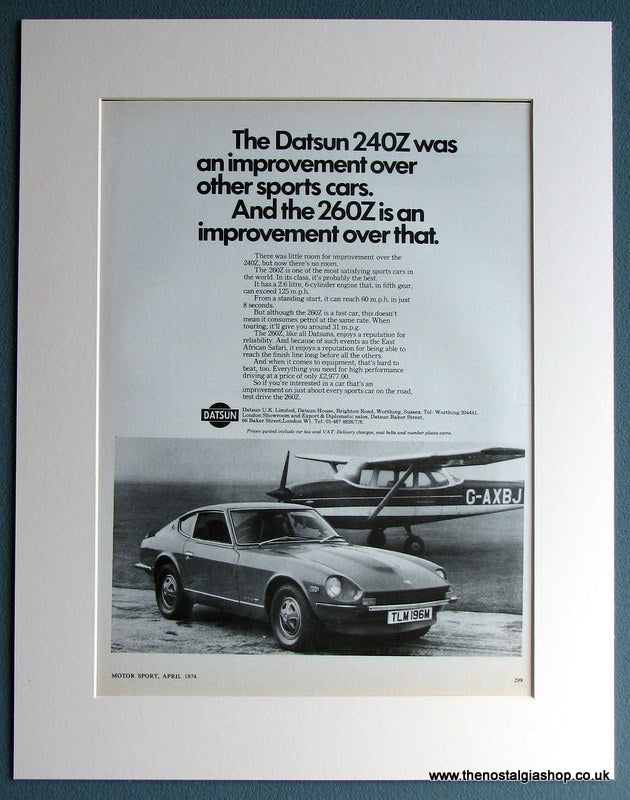 The Datsun 240Z was
an improvement over
other sports cars.
And the 260Z is an
improvement over that.
There was little room for improvement over the
240Z, but now there's no room.
The 260Z is one of the most satisfying sports cars in
the world. In its class, it's probably the best.
It has a 2.6 litre, 6-cylinder engine that, in fifth gear,
can exceed 125 m.p.h.
From a standing start, it can reach 60 m.p.h. in just
8 seconds.
But although the 260Z is a fast car, this doesn't
mean it consumes petrol at the same rate. When
touring, it'll give you around 31 m.p.g.
The 260Z, like all Datsuns, enjoys a reputation for
reliability. And because of such events as the East
African Safari, it enjoys a reputation for being able to
reach the finish line long before all the others.
And when it comes to equipment, that's hard to
beat, too. Everything you need for high performance
driving at a price of only £2,977.00.
So if you're interested in a car that's an
improvement on just about every sports car on the road,
test drive the 260Z.
DATSUN
Datsun U.K. Limited, Datsun House, Brighton Road, Worthing, Sussex. Tel: Worthing 204441.
London Showroom and Export & Diplomatic sales, Datsun Baker Street,
66 Baker Street, London W1. Tel: 01-487 4826/7/8.
Prices quoted include car tax and VAT. Delivery charges, seat belts and number plates extra.
G-AXBJ
TLM 196M
MOTOR SPORT, APRIL 1974
299
www.thenostalgiashop.co.uk